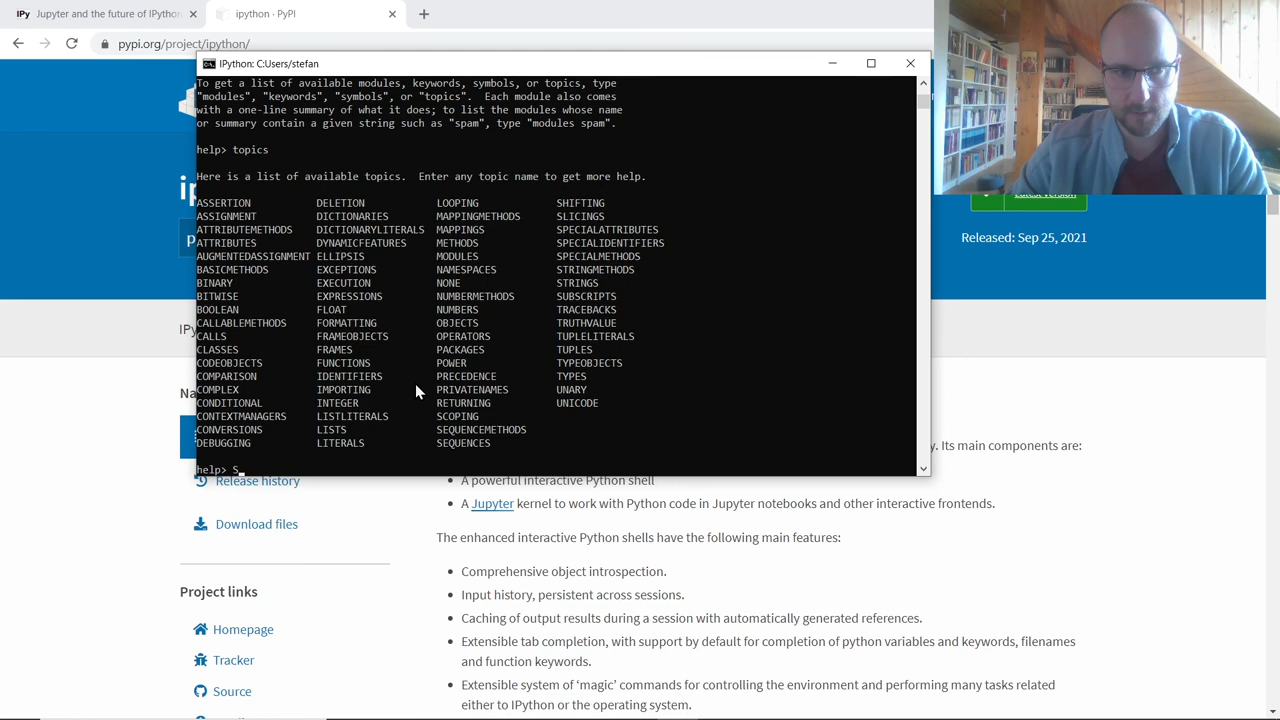 IPy Jupyter and the future of IPython
ipython · PyPI
pypi.org/project/ipython/
IPython: C:Users/stefan
To get a list of available modules, keywords, symbols, or topics, type
"modules", "keywords", "symbols", or "topics".  Each module also comes
with a one-line summary of what it does; to list the modules whose name
or summary contain a given string such as "spam", type "modules spam".
help> topics
Here is a list of available topics.  Enter any topic name to get more help.
ASSERTION DELETION LOOPING SHIFTING
ASSIGNMENT DICTIONARIES MAPPINGMETHODS SLICINGS
ATTRIBUTEMETHODS DICTIONARYLITERALS MAPPINGS SPECIALATTRIBUTES
ATTRIBUTES DYNAMICFEATURES METHODS SPECIALIDENTIFIERS
AUGMENTEDASSIGNMENT ELLIPSIS MODULES SPECIALMETHODS
BASICMETHODS EXCEPTIONS NAMESPACES STRINGMETHODS
BINARY EXECUTION NONE STRINGS
BITWISE EXPRESSIONS NUMBERMETHODS SUBSCRIPTS
BOOLEAN FLOAT NUMBERS TRACEBACKS
CALLABLEMETHODS FORMATTING OBJECTS TRUTHVALUE
CALLS FRAMEOBJECTS OPERATORS TUPLELITERALS
CLASSES FRAMES PACKAGES TUPLES
CODEOBJECTS FUNCTIONS POWER TYPEOBJECTS
COMPARISON IDENTIFIERS PRECEDENCE TYPES
COMPLEX IMPORTING PRIVATENAMES UNARY
CONDITIONAL INTEGER RETURNING UNICODE
CONTEXTMANAGERS LISTLITERALS SCOPING
CONVERSIONS LISTS SEQUENCEMETHODS
DEBUGGING LITERALS SEQUENCES
help> S
Latest version
Released: Sep 25, 2021
Release history
Download files
Project links
Homepage
Tracker
Source
Its main components are:
A powerful interactive Python shell
A Jupyter kernel to work with Python code in Jupyter notebooks and other interactive frontends.
The enhanced interactive Python shells have the following main features:
Comprehensive object introspection.
Input history, persistent across sessions.
Caching of output results during a session with automatically generated references.
Extensible tab completion, with support by default for completion of python variables and keywords, filenames
and function keywords.
Extensible system of ‘magic’ commands for controlling the environment and performing many tasks related
either to IPython or the operating system.